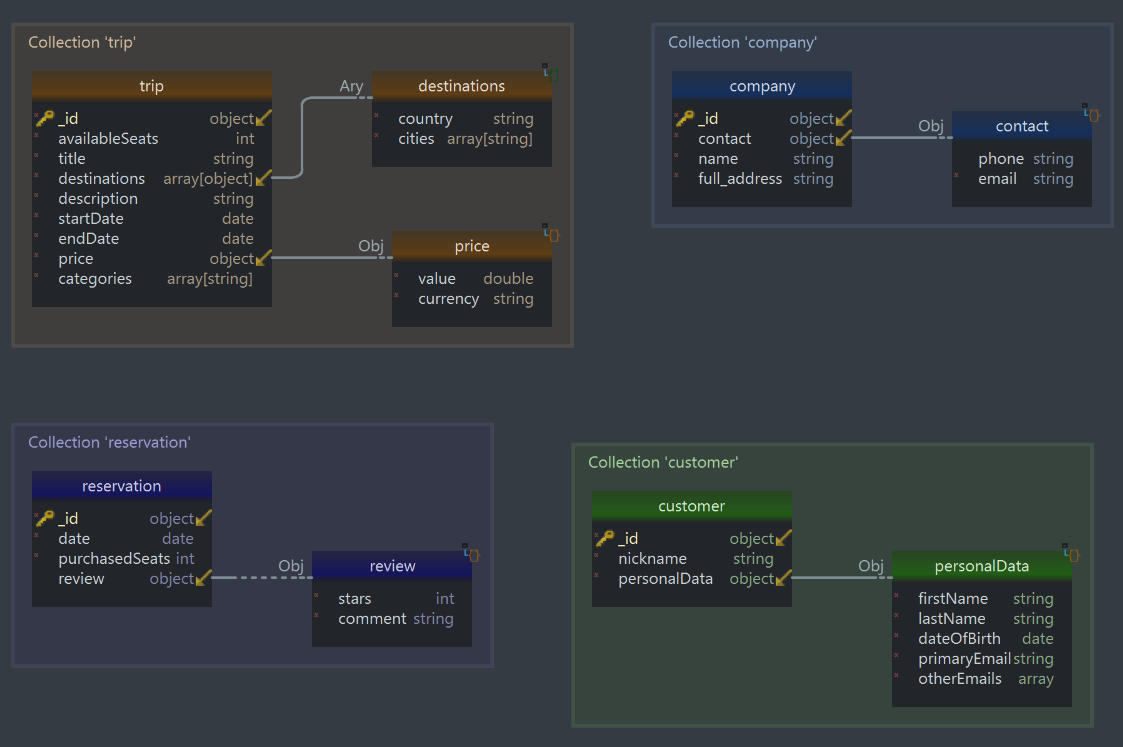 Collection 'trip'
trip
_id object
availableSeats int
title string
destinations array[object]
description string
startDate date
endDate date
price object
categories array[string]
Ary
destinations
country string
cities array[string]
Obj
price
value double
currency string
Collection 'company'
company
_id object
contact object
name string
full_address string
Obj
contact
phone string
email string
Collection 'reservation'
reservation
_id object
date date
purchasedSeats int
review object
Obj
review
stars int
comment string
Collection 'customer'
customer
_id object
nickname string
personalData object
Obj
personalData
firstName string
lastName string
dateOfBirth date
primaryEmail string
otherEmails array